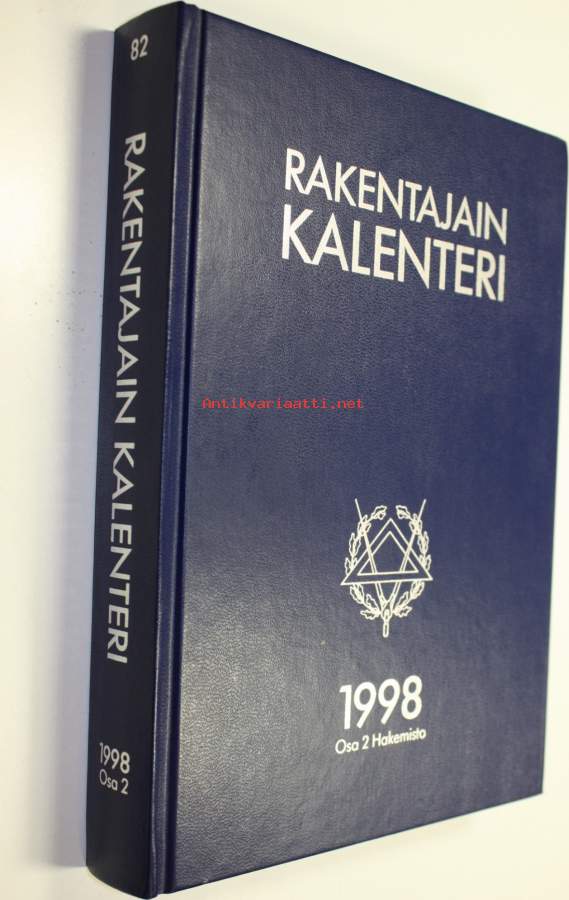 82
RAKENTAJAIN KALENTERI
1998
Osa 2
RAKENTAJAIN
KALENTERI
Antikvariaatti.net
1998
Osa 2 Hakemisto